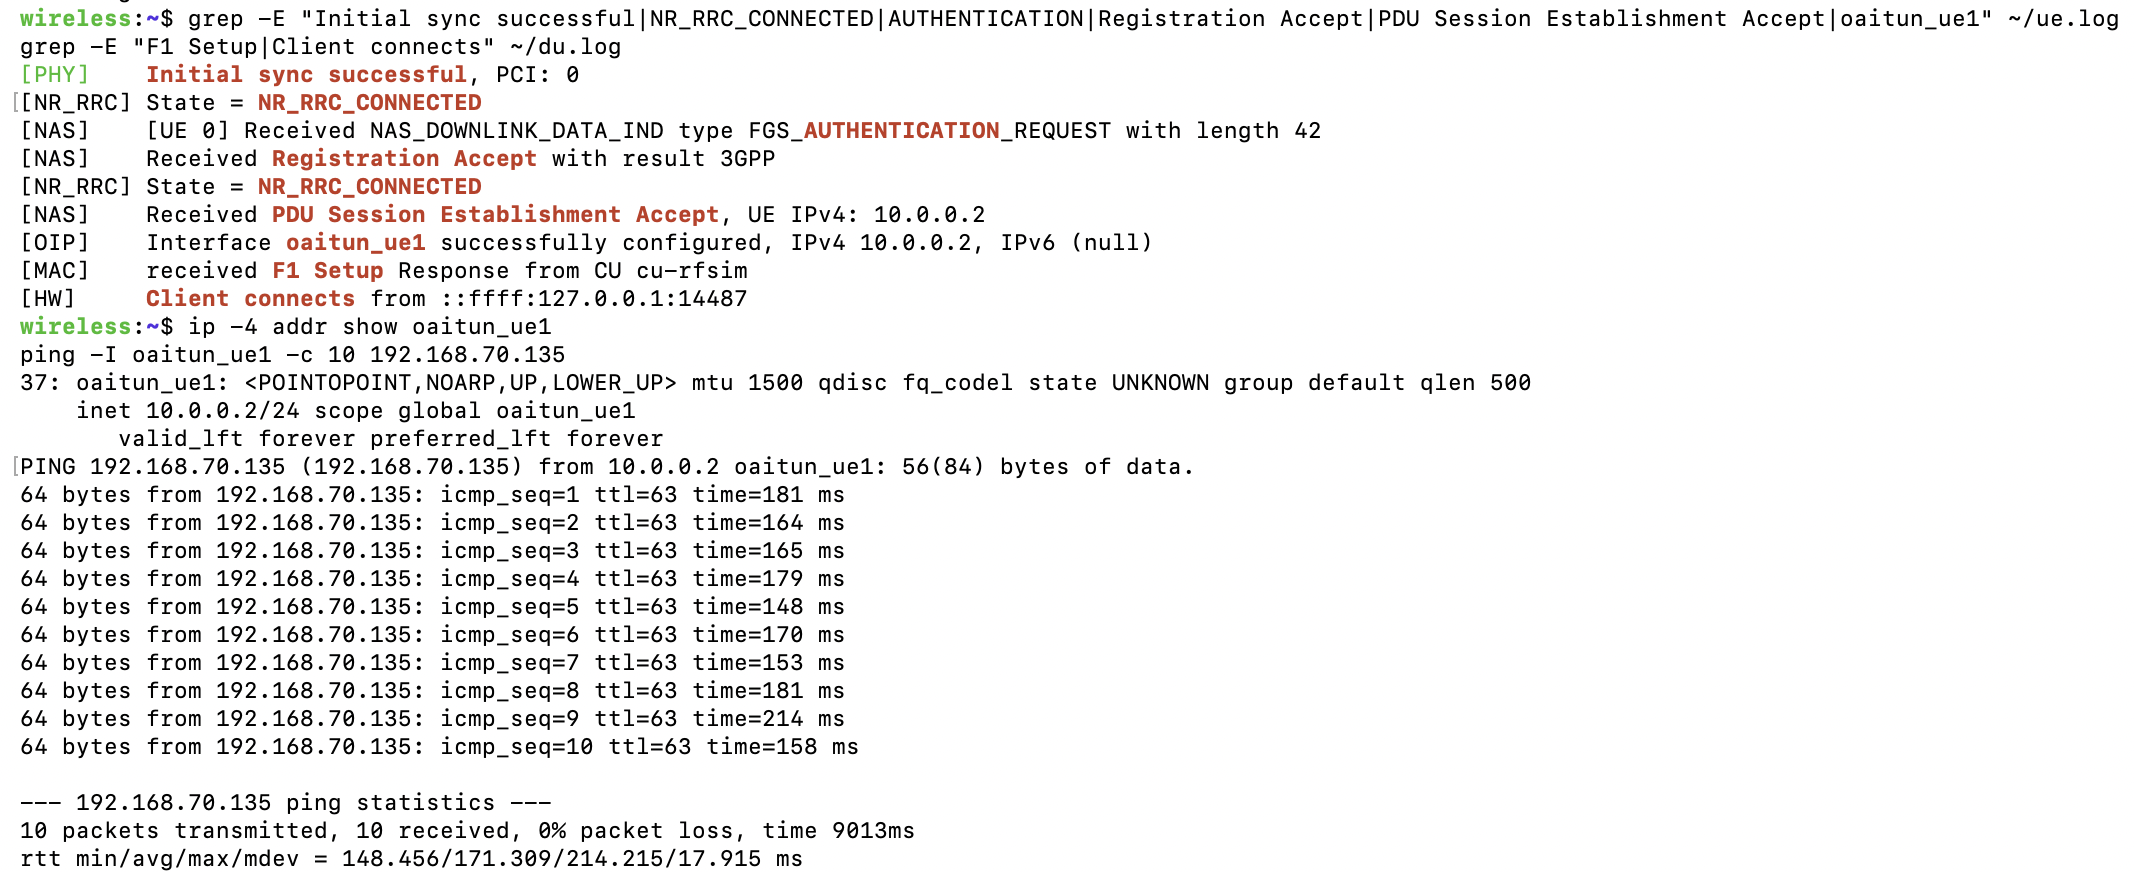 wireless:~$ grep -E "Initial sync successful|NR_RRC_CONNECTED|AUTHENTICATION|Registration Accept|PDU Session Establishment Accept|oaitun_ue1" ~/ue.log
grep -E "F1 Setup|Client connects" ~/du.log
[PHY]    Initial sync successful, PCI: 0
[[NR_RRC] State = NR_RRC_CONNECTED
[NAS]    [UE 0] Received NAS_DOWNLINK_DATA_IND type FGS_AUTHENTICATION_REQUEST with length 42
[NAS]    Received Registration Accept with result 3GPP
[NR_RRC] State = NR_RRC_CONNECTED
[NAS]    Received PDU Session Establishment Accept, UE IPv4: 10.0.0.2
[OIP]    Interface oaitun_ue1 successfully configured, IPv4 10.0.0.2, IPv6 (null)
[MAC]    received F1 Setup Response from CU cu-rfsim
[HW]     Client connects from ::ffff:127.0.0.1:14487
wireless:~$ ip -4 addr show oaitun_ue1
ping -I oaitun_ue1 -c 10 192.168.70.135
37: oaitun_ue1: <POINTOPOINT,NOARP,UP,LOWER_UP> mtu 1500 qdisc fq_codel state UNKNOWN group default qlen 500
    inet 10.0.0.2/24 scope global oaitun_ue1
       valid_lft forever preferred_lft forever
[PING 192.168.70.135 (192.168.70.135) from 10.0.0.2 oaitun_ue1: 56(84) bytes of data.
64 bytes from 192.168.70.135: icmp_seq=1 ttl=63 time=181 ms
64 bytes from 192.168.70.135: icmp_seq=2 ttl=63 time=164 ms
64 bytes from 192.168.70.135: icmp_seq=3 ttl=63 time=165 ms
64 bytes from 192.168.70.135: icmp_seq=4 ttl=63 time=179 ms
64 bytes from 192.168.70.135: icmp_seq=5 ttl=63 time=148 ms
64 bytes from 192.168.70.135: icmp_seq=6 ttl=63 time=170 ms
64 bytes from 192.168.70.135: icmp_seq=7 ttl=63 time=153 ms
64 bytes from 192.168.70.135: icmp_seq=8 ttl=63 time=181 ms
64 bytes from 192.168.70.135: icmp_seq=9 ttl=63 time=214 ms
64 bytes from 192.168.70.135: icmp_seq=10 ttl=63 time=158 ms
--- 192.168.70.135 ping statistics ---
10 packets transmitted, 10 received, 0% packet loss, time 9013ms
rtt min/avg/max/mdev = 148.456/171.309/214.215/17.915 ms